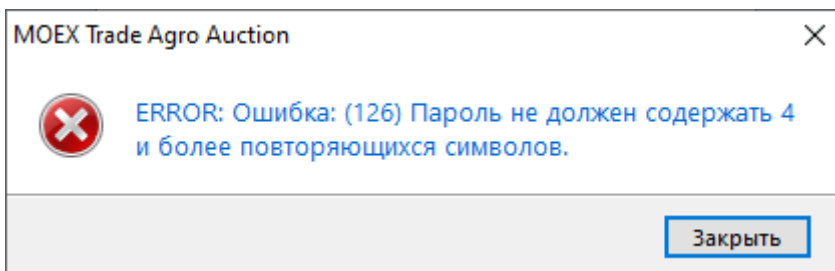 MOEX Trade Agro Auction
ERROR: Ошибка: (126) Пароль не должен содержать 4
и более повторяющихся символов.
Закрыть